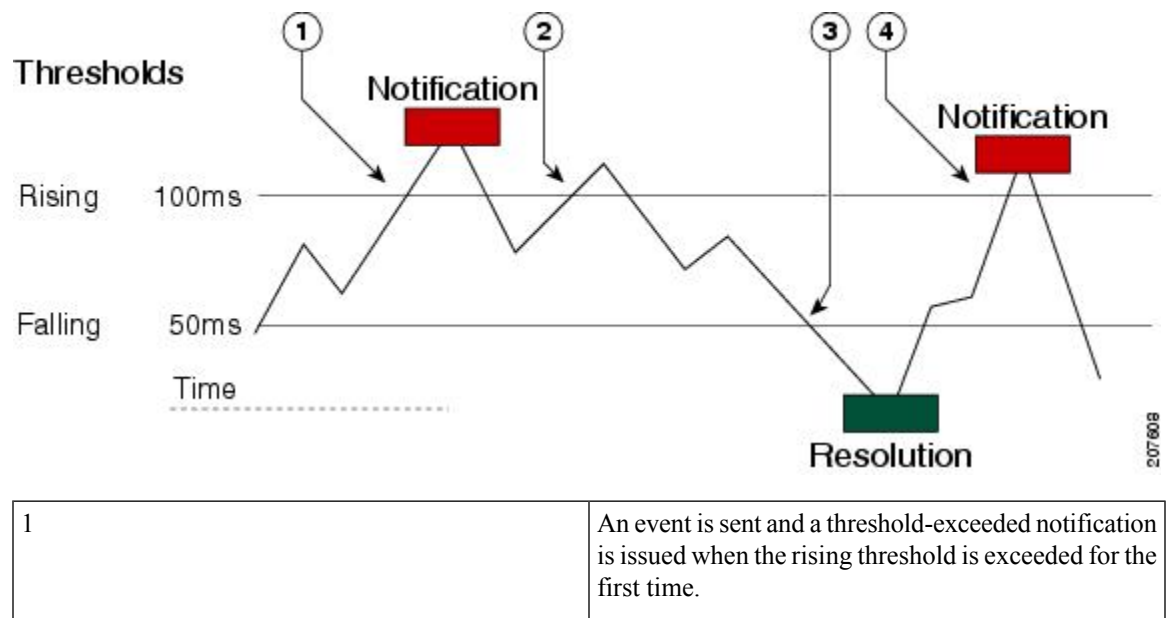 1 2 3 4
Thresholds
Notification
Notification
Rising 100ms
Falling 50ms
Time
Resolution
207608
1
An event is sent and a threshold-exceeded notification
is issued when the rising threshold is exceeded for the
first time.